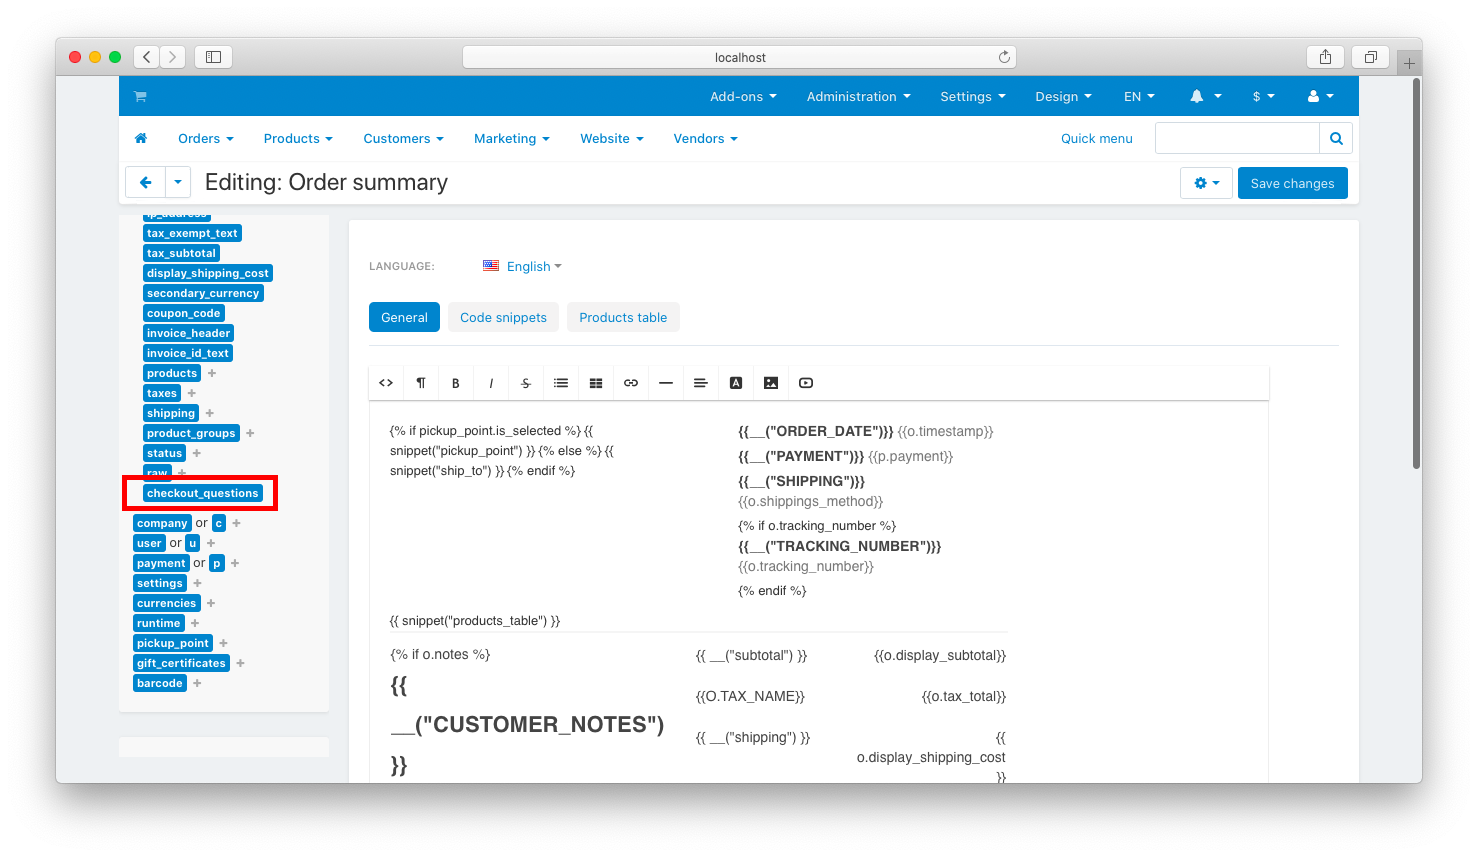 localhost
Add-ons Administration Settings Design EN $
Orders Products Customers Marketing Website Vendors Quick menu
Editing: Order summary Save changes
ip_address
tax_exempt_text
tax_subtotal
display_shipping_cost
secondary_currency
coupon_code
invoice_header
invoice_id_text
products +
taxes +
shipping +
product_groups +
status +
raw +
checkout_questions
company or c +
user or u +
payment or p +
settings +
currencies +
runtime +
pickup_point +
gift_certificates +
barcode +
LANGUAGE: English
General Code snippets Products table
<> ¶ B I S A
{% if pickup_point.is_selected %} {{
snippet("pickup_point") }} {% else %} {{
snippet("ship_to") }} {% endif %}
{{__("ORDER_DATE")}} {{o.timestamp}}
{{__("PAYMENT")}} {{p.payment}}
{{__("SHIPPING")}}
{{o.shippings_method}}
{% if o.tracking_number %}
{{__("TRACKING_NUMBER")}}
{{o.tracking_number}}
{% endif %}
{{ snippet("products_table") }}
{% if o.notes %}
{{
__("CUSTOMER_NOTES")
}}
{{ __("subtotal") }} {{o.display_subtotal}}
{{O.TAX_NAME}} {{o.tax_total}}
{{ __("shipping") }} {{
o.display_shipping_cost
}}